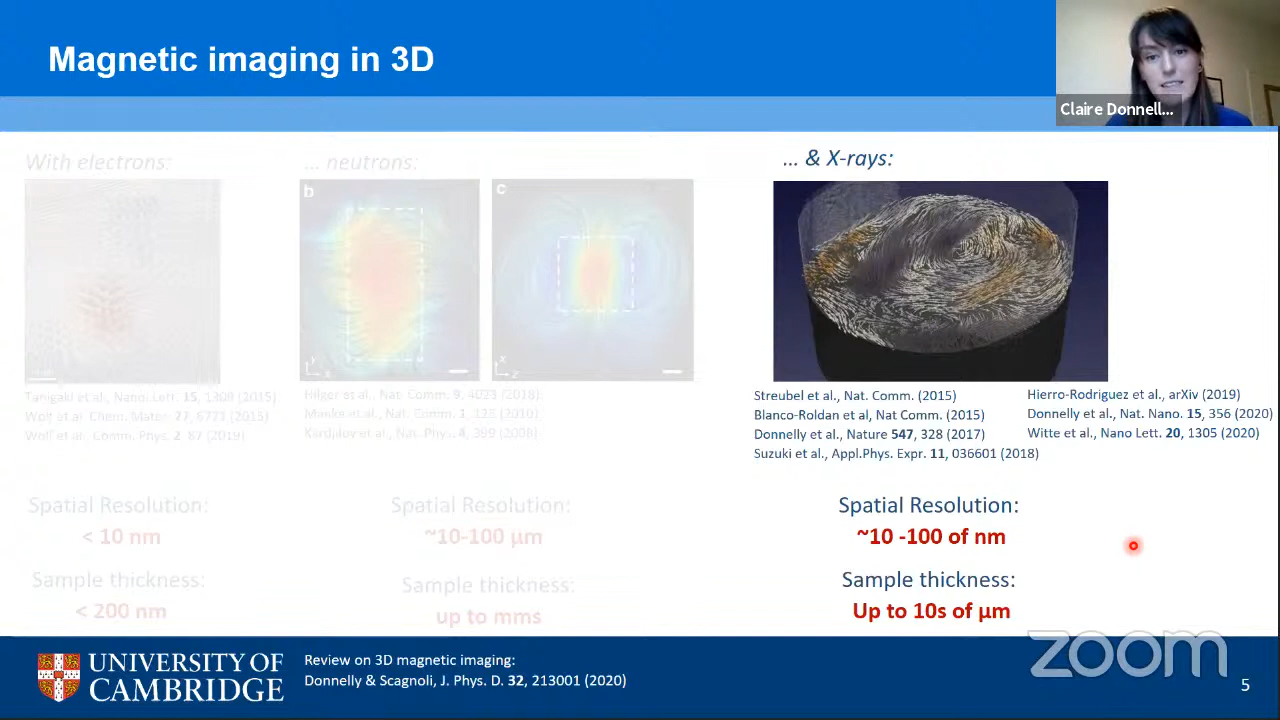 Magnetic imaging in 3D
Claire Donnell...
With electrons:
... neutrons:
... & X-rays:
b
c
y
x
x
z
Tanigaki et al., Nano. Lett. 15, 1309 (2015)
Wolf et al. Chem. Mater. 27, 6771 (2015)
Wolf et al. Comm. Phys. 2, 87 (2019)
Hilger et al., Nat. Comm. 9, 4023 (2018)
Manke et al., Nat. Comm. 1, 125 (2010)
Kardjilov et al., Nat. Phys. 4, 399 (2008)
Streubel et al., Nat. Comm. (2015)
Blanco-Roldan et al, Nat Comm. (2015)
Donnelly et al., Nature 547, 328 (2017)
Suzuki et al., Appl.Phys. Expr. 11, 036601 (2018)
Hierro-Rodriguez et al., arXiv (2019)
Donnelly et al., Nat. Nano. 15, 356 (2020)
Witte et al., Nano Lett. 20, 1305 (2020)
Spatial Resolution:
< 10 nm
Sample thickness:
< 200 nm
Spatial Resolution:
~10-100 µm
Sample thickness:
up to mms
Spatial Resolution:
~10 -100 of nm
Sample thickness:
Up to 10s of µm
UNIVERSITY OF
CAMBRIDGE
Review on 3D magnetic imaging:
Donnelly & Scagnoli, J. Phys. D. 32, 213001 (2020)
zoom
5